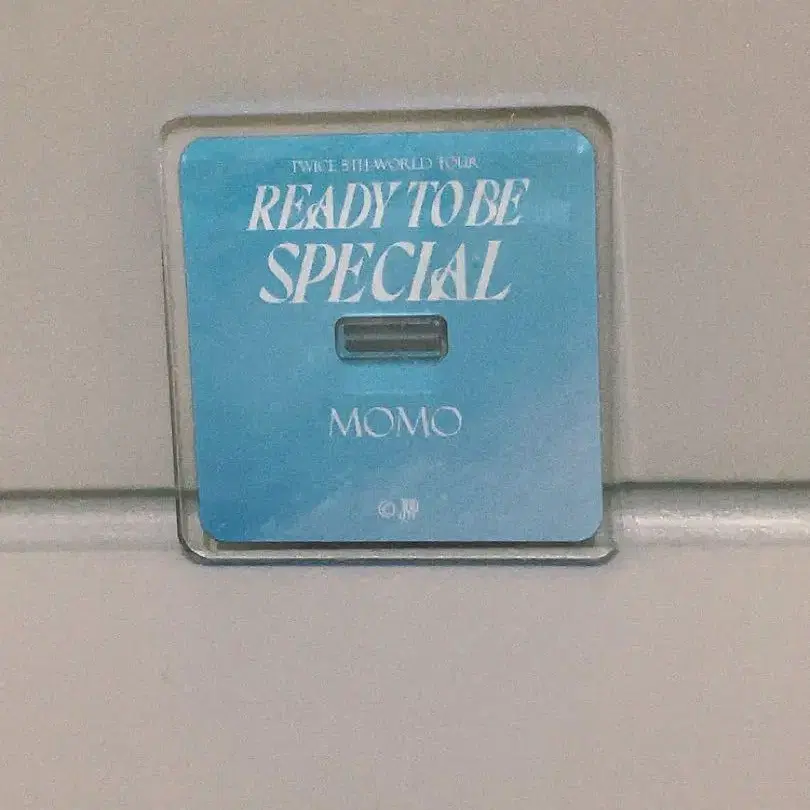 TWICE 5TH WORLD TOUR
READY TO BE
SPECIAL
MOMO
©